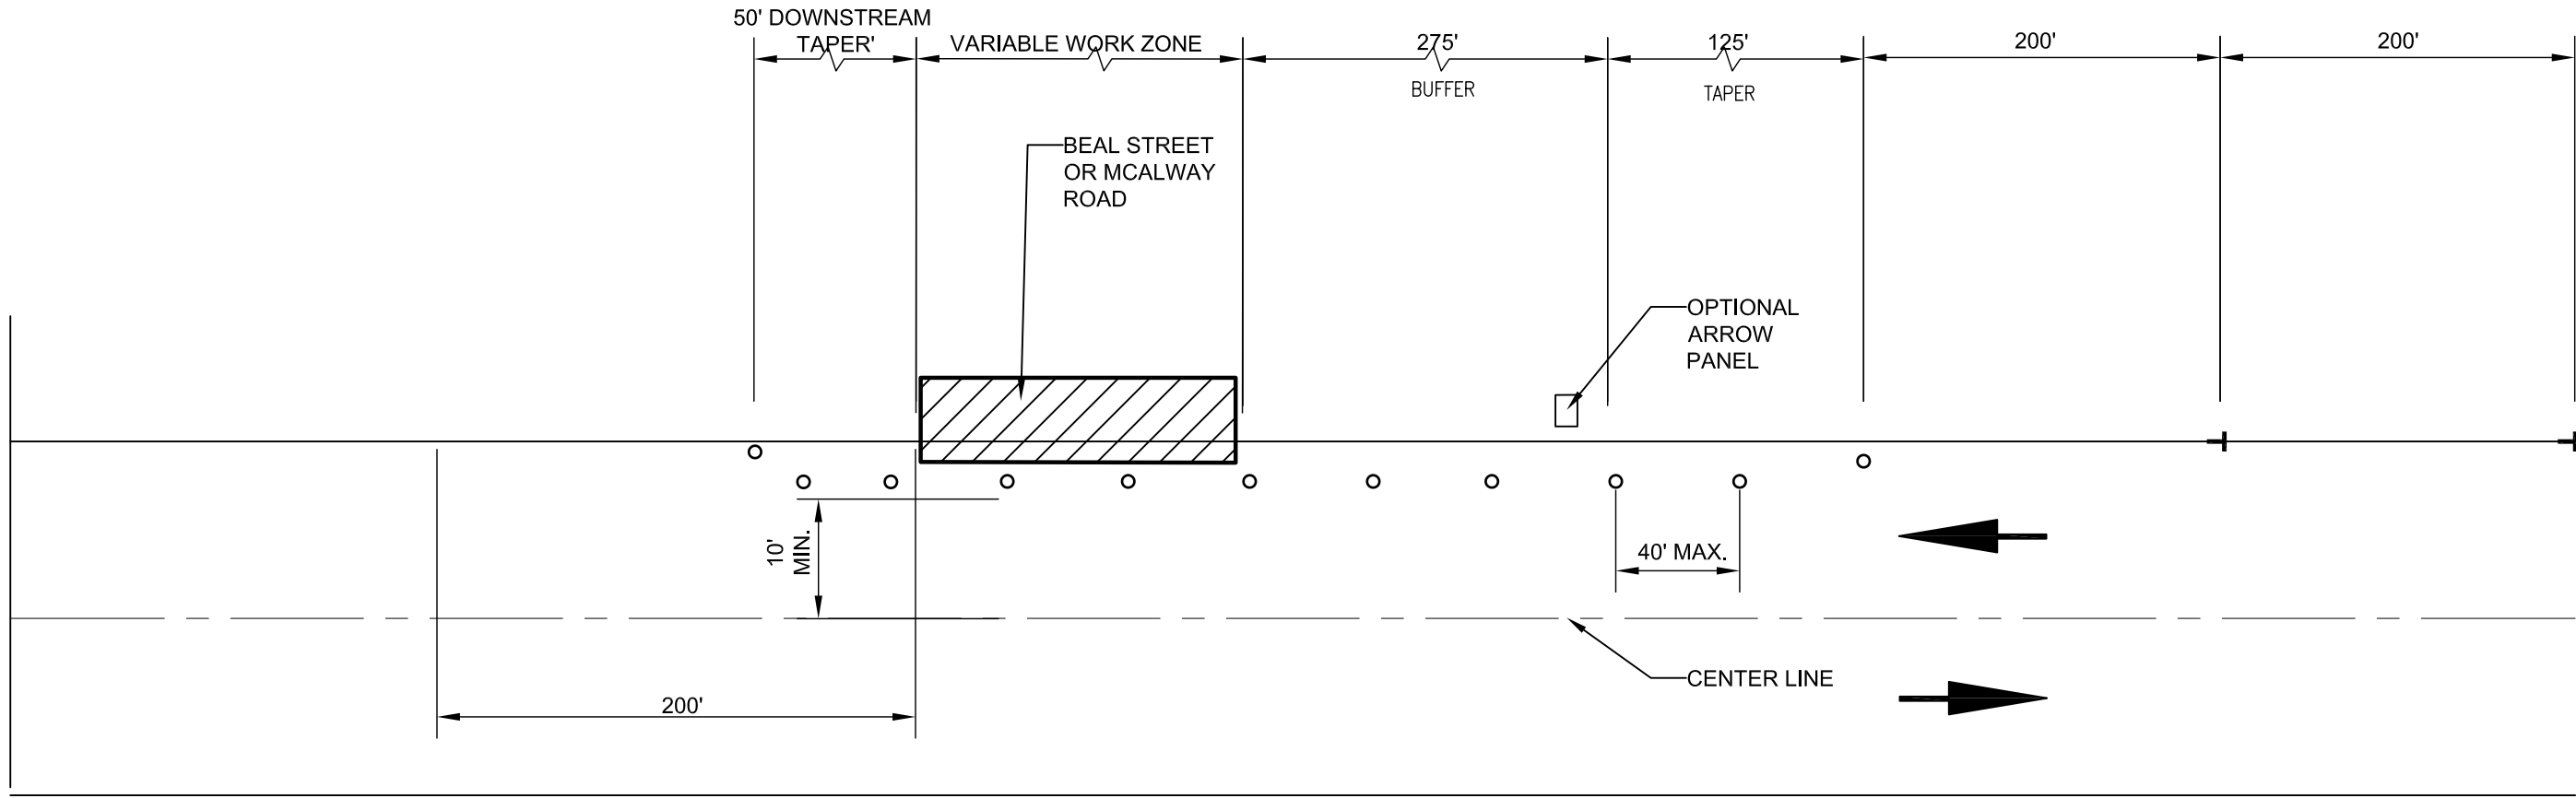 50' DOWNSTREAM
TAPER'
VARIABLE WORK ZONE
275'
BUFFER
125'
TAPER
200'
200'
BEAL STREET
OR MCALWAY
ROAD
OPTIONAL
ARROW
PANEL
10'
MIN.
40' MAX.
CENTER LINE
200'